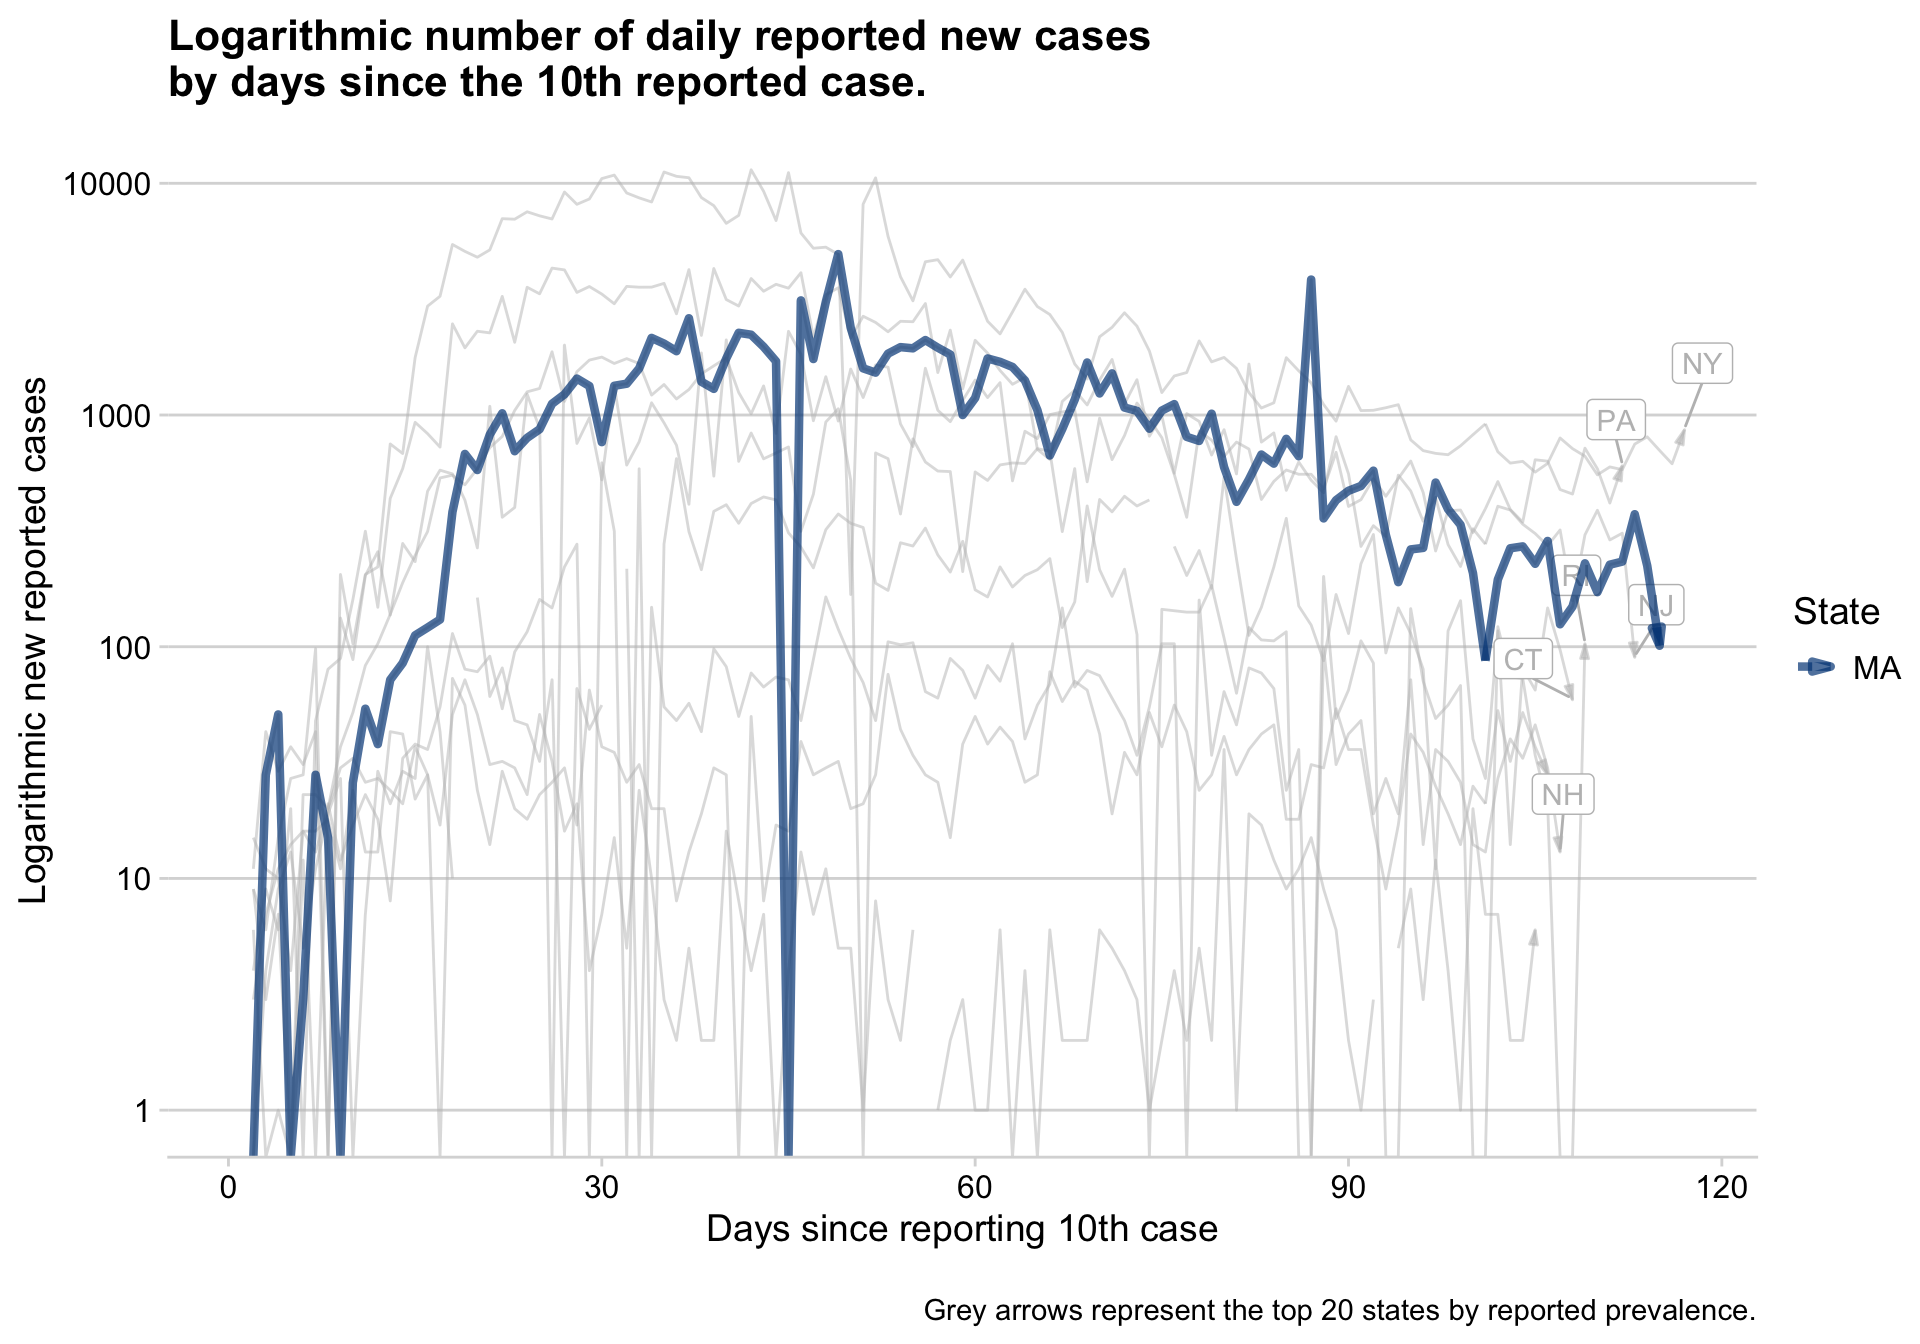 Logarithmic number of daily reported new cases
by days since the 10th reported case.
Logarithmic new reported cases
10000
1000
100
10
1
NY
PA
RI
NJ
CT
NH
State
MA
0
30
60
90
120
Days since reporting 10th case
Grey arrows represent the top 20 states by reported prevalence.